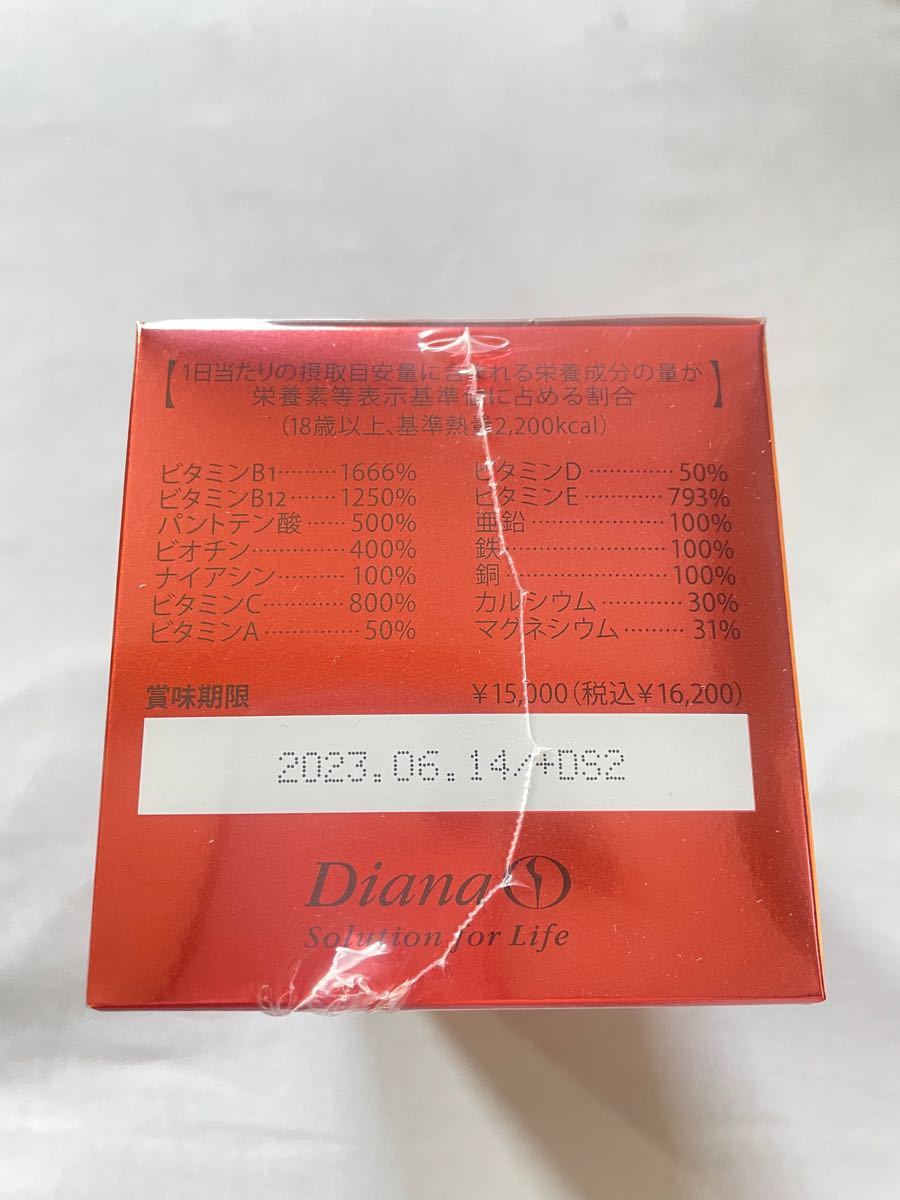 【1日当たりの摂取目安量に含まれる栄養成分の量が
栄養素等表示基準値に占める割合】
(18歳以上、基準熱量2,200kcal)
ビタミンB1………1666%
ビタミンB12………1250%
パントテン酸……500%
ビオチン…………400%
ナイアシン………100%
ビタミンC…………800%
ビタミンA…………50%
ビタミンD…………50%
ビタミンE…………793%
亜鉛………………100%
鉄…………………100%
銅…………………100%
カルシウム………30%
マグネシウム………31%
賞味期限
¥15,000(税込¥16,200)
2023.06.14/+DS2
Diana
Solution for Life